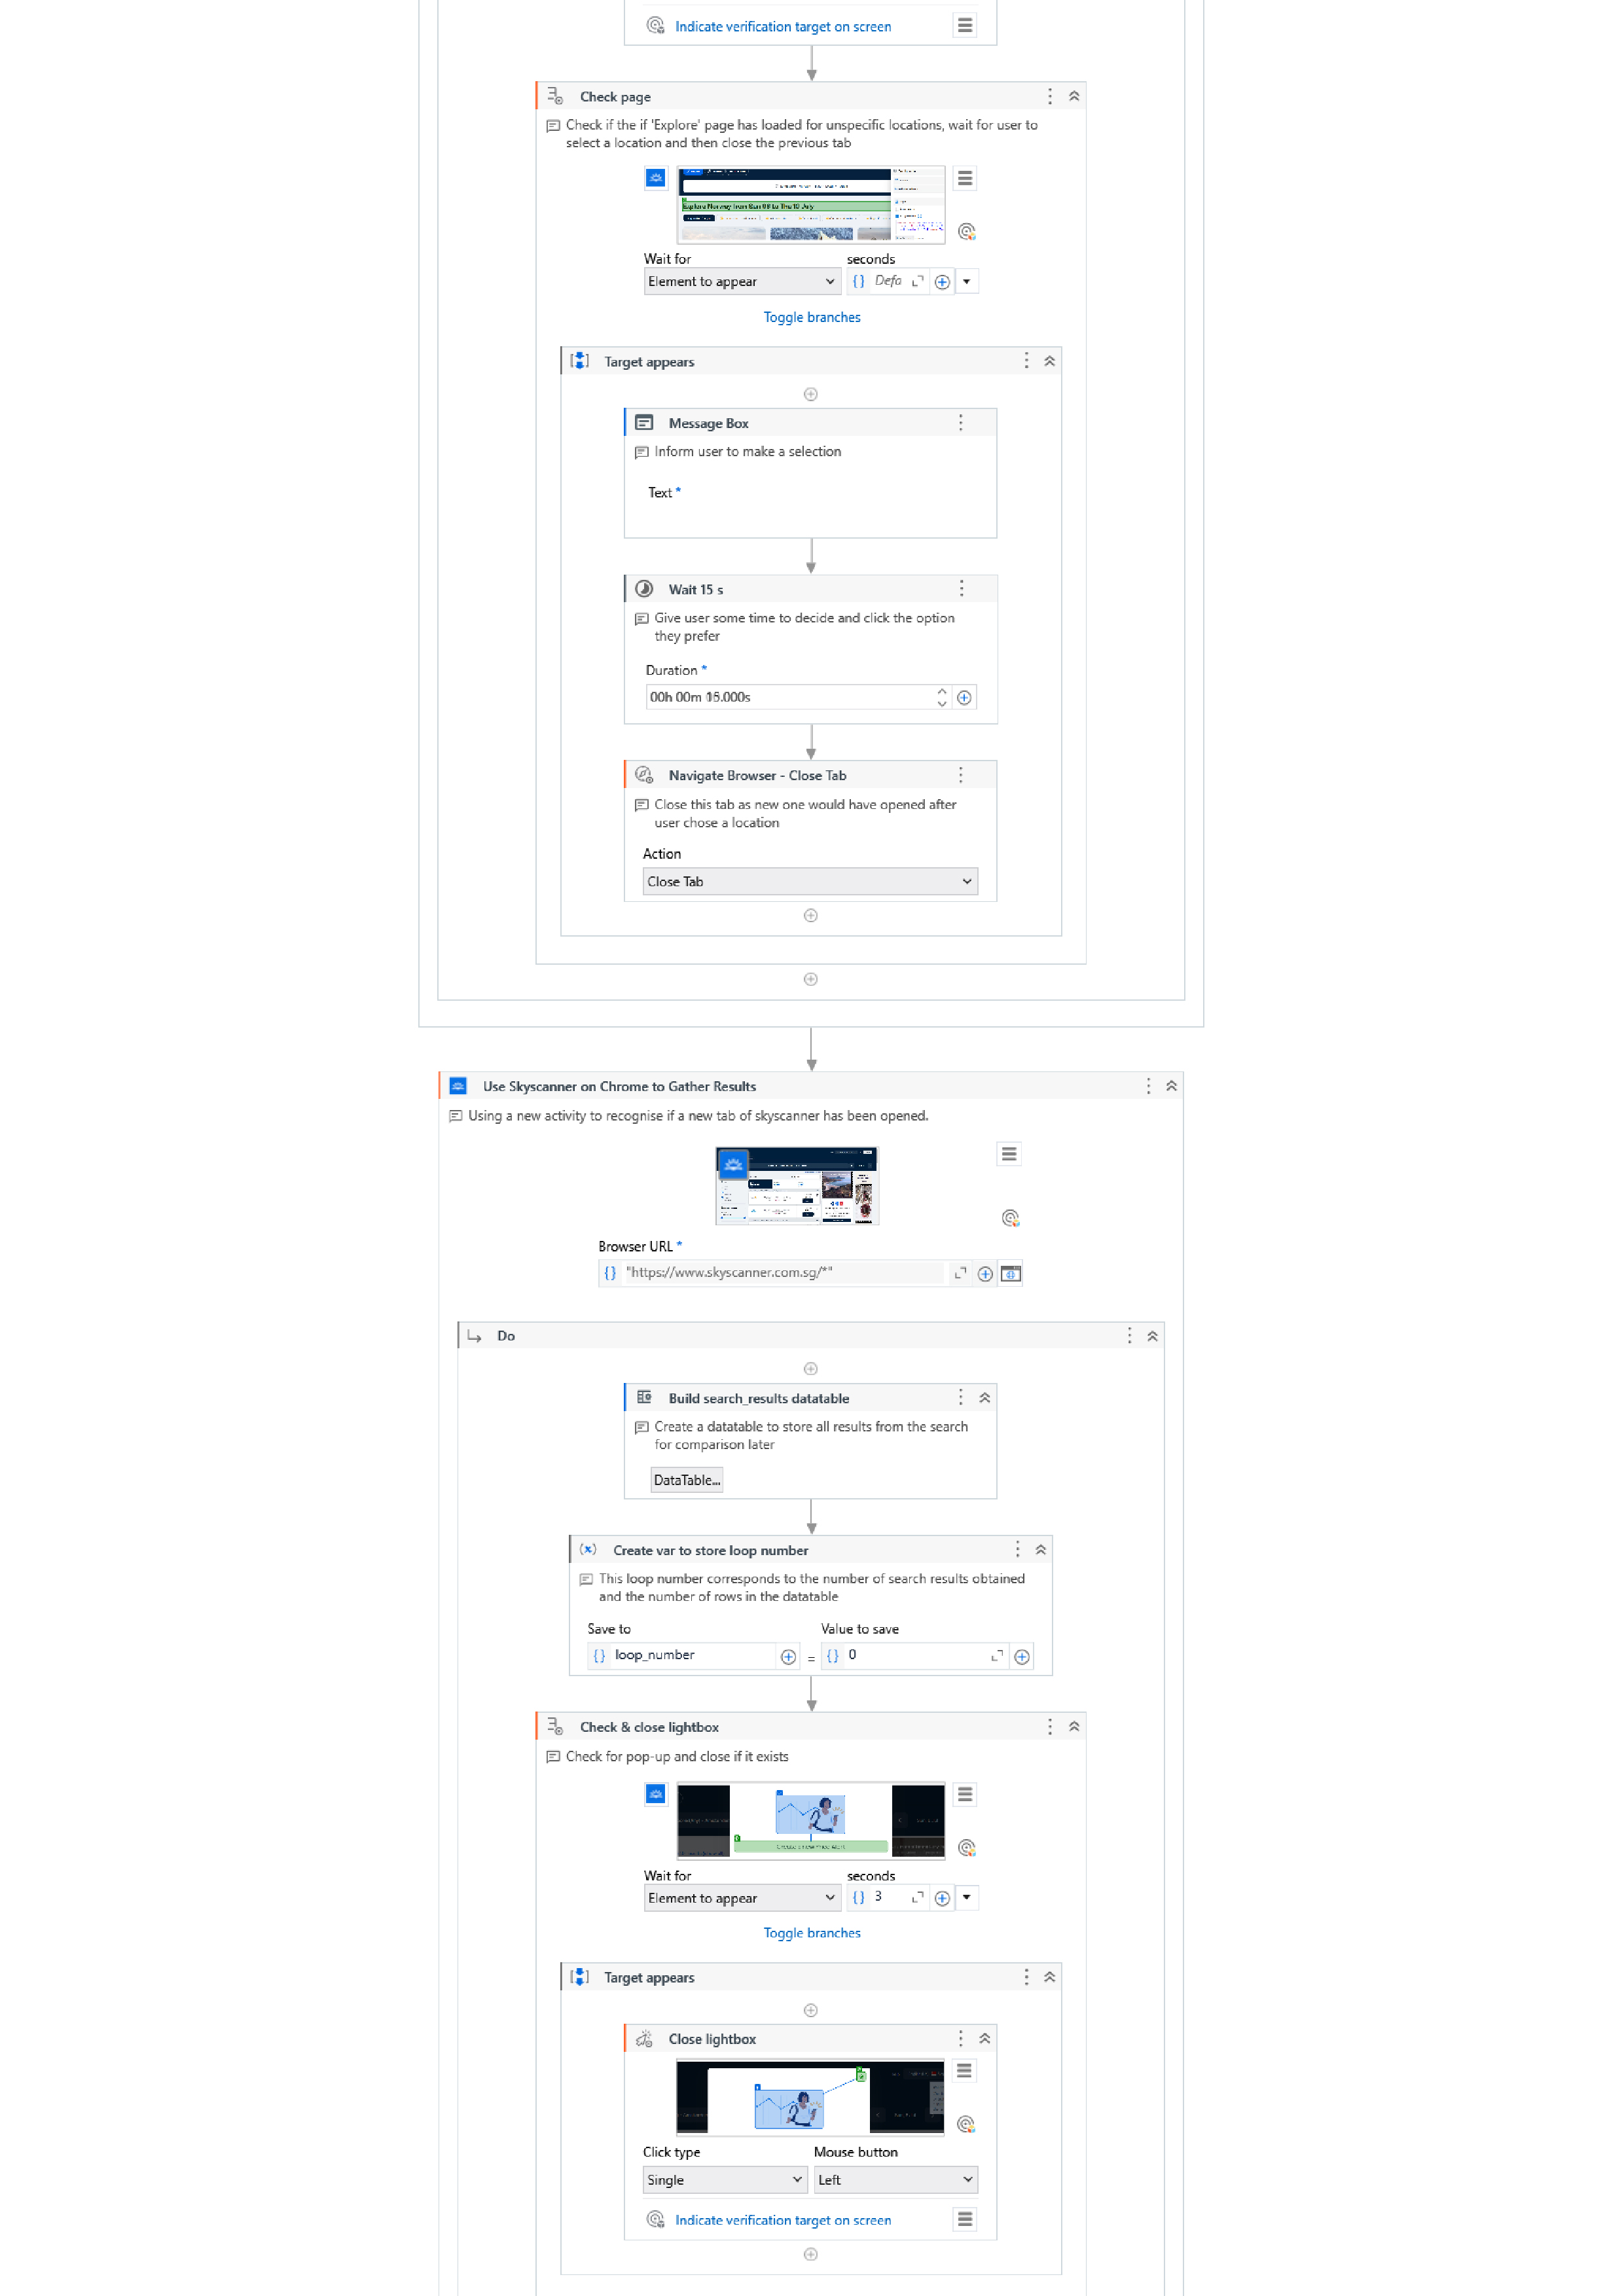 Indicate verification target on screen
Check page
Check if the if 'Explore' page has loaded for unspecific locations, wait for user to
select a location and then close the previous tab
Explore Norway from Sun 09 to Thu 10 July
Wait for
seconds
Element to appear
{} Defa
Toggle branches
Target appears
Message Box
Inform user to make a selection
Text *
Wait 15 s
Give user some time to decide and click the option
they prefer
Duration *
00h 00m 15.000s
Navigate Browser - Close Tab
Close this tab as new one would have opened after
user chose a location
Action
Close Tab
Use Skyscanner on Chrome to Gather Results
Using a new activity to recognise if a new tab of skyscanner has been opened.
Browser URL *
{} "https://www.skyscanner.com.sg/*"
Do
Build search_results datatable
Create a datatable to store all results from the search
for comparison later
DataTable...
(x) Create var to store loop number
This loop number corresponds to the number of search results obtained
and the number of rows in the datatable
Save to
Value to save
{} loop_number = {} 0
Check & close lightbox
Check for pop-up and close if it exists
Wait for
seconds
Element to appear
{} 3
Toggle branches
Target appears
Close lightbox
Click type
Mouse button
Single
Left
Indicate verification target on screen